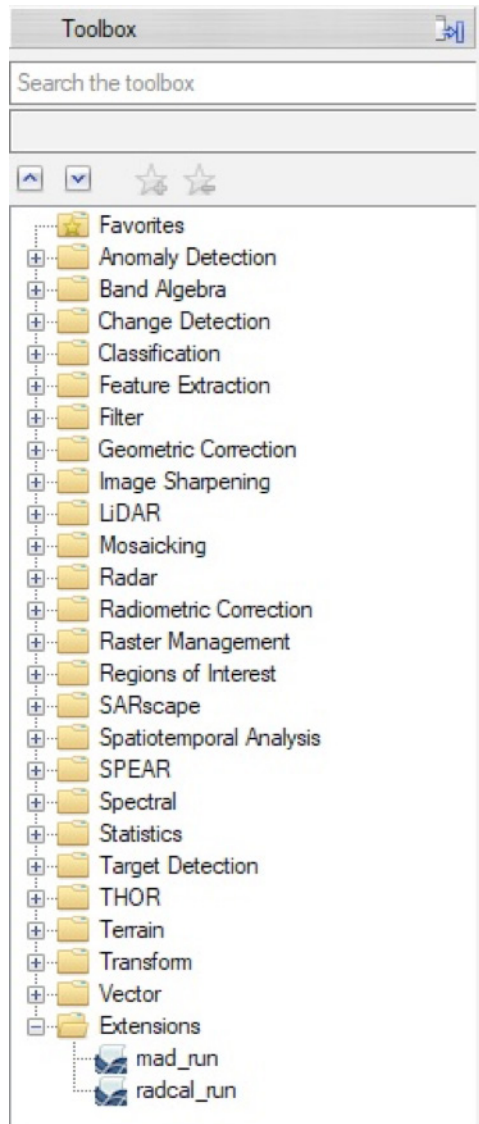 Toolbox
Search the toolbox
Favorites
Anomaly Detection
Band Algebra
Change Detection
Classification
Feature Extraction
Filter
Geometric Correction
Image Sharpening
LiDAR
Mosaicking
Radar
Radiometric Correction
Raster Management
Regions of Interest
SARscape
Spatiotemporal Analysis
SPEAR
Spectral
Statistics
Target Detection
THOR
Terrain
Transform
Vector
Extensions
mad_run
radcal_run